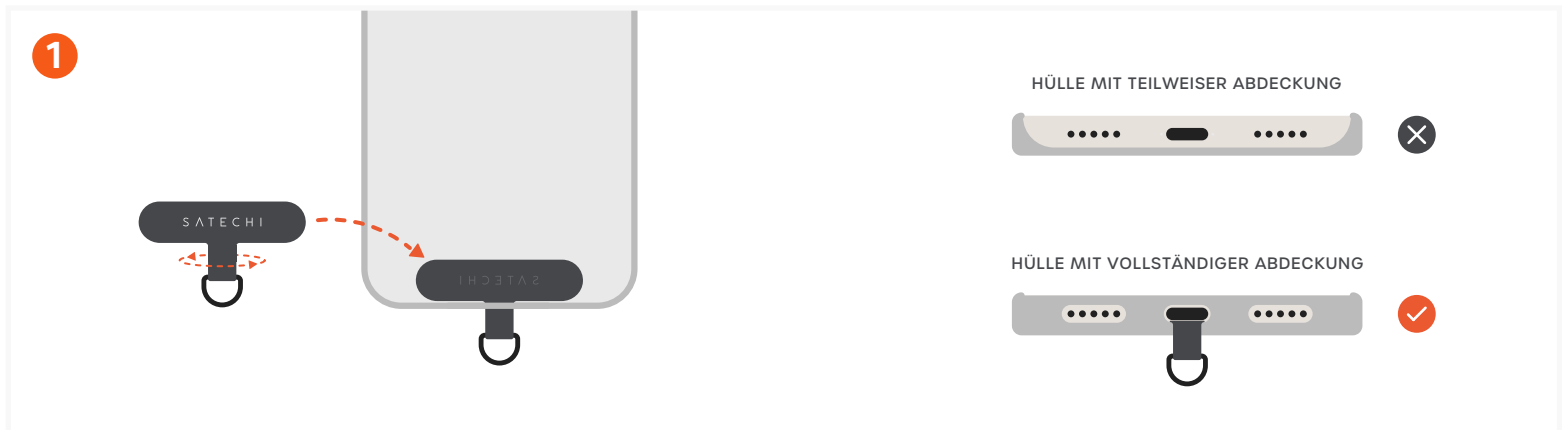 1
SATECHI
SATECHI
HÜLLE MIT TEILWEISER ABDECKUNG
HÜLLE MIT VOLLSTÄNDIGER ABDECKUNG